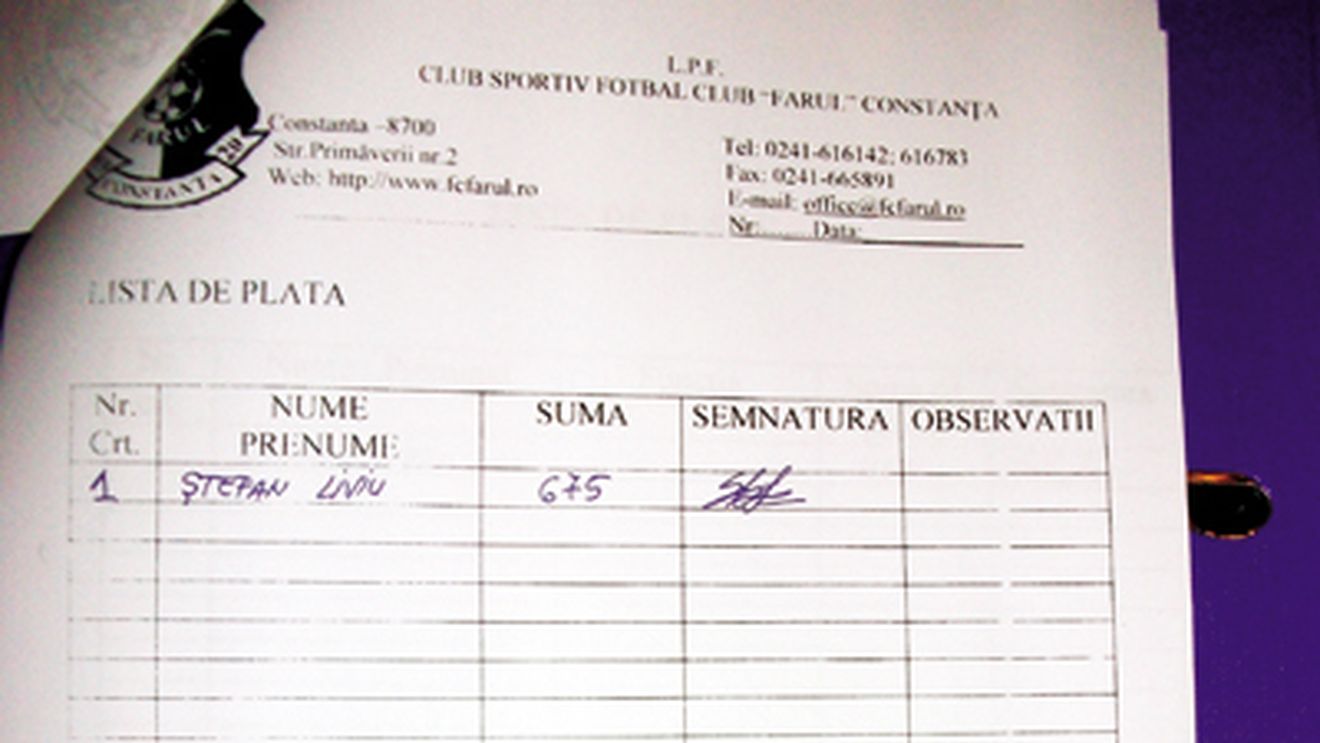 L.P.F.
CLUB SPORTIV FOTBAL CLUB "FARUL" CONSTANȚA
FARUL
20
CONSTANTA
Constanta -8700
Str.Primăverii nr.2
Web: http://www.fcfarul.ro
Tel: 0241-616142; 616783
Fax: 0241-665891
E-mail: office@fcfarul.ro
Nr:...... Data:
LISTA DE PLATA
Nr. Crt.
NUME PRENUME
SUMA
SEMNATURA
OBSERVATII
1 ŞTEFAN LIVIU 675